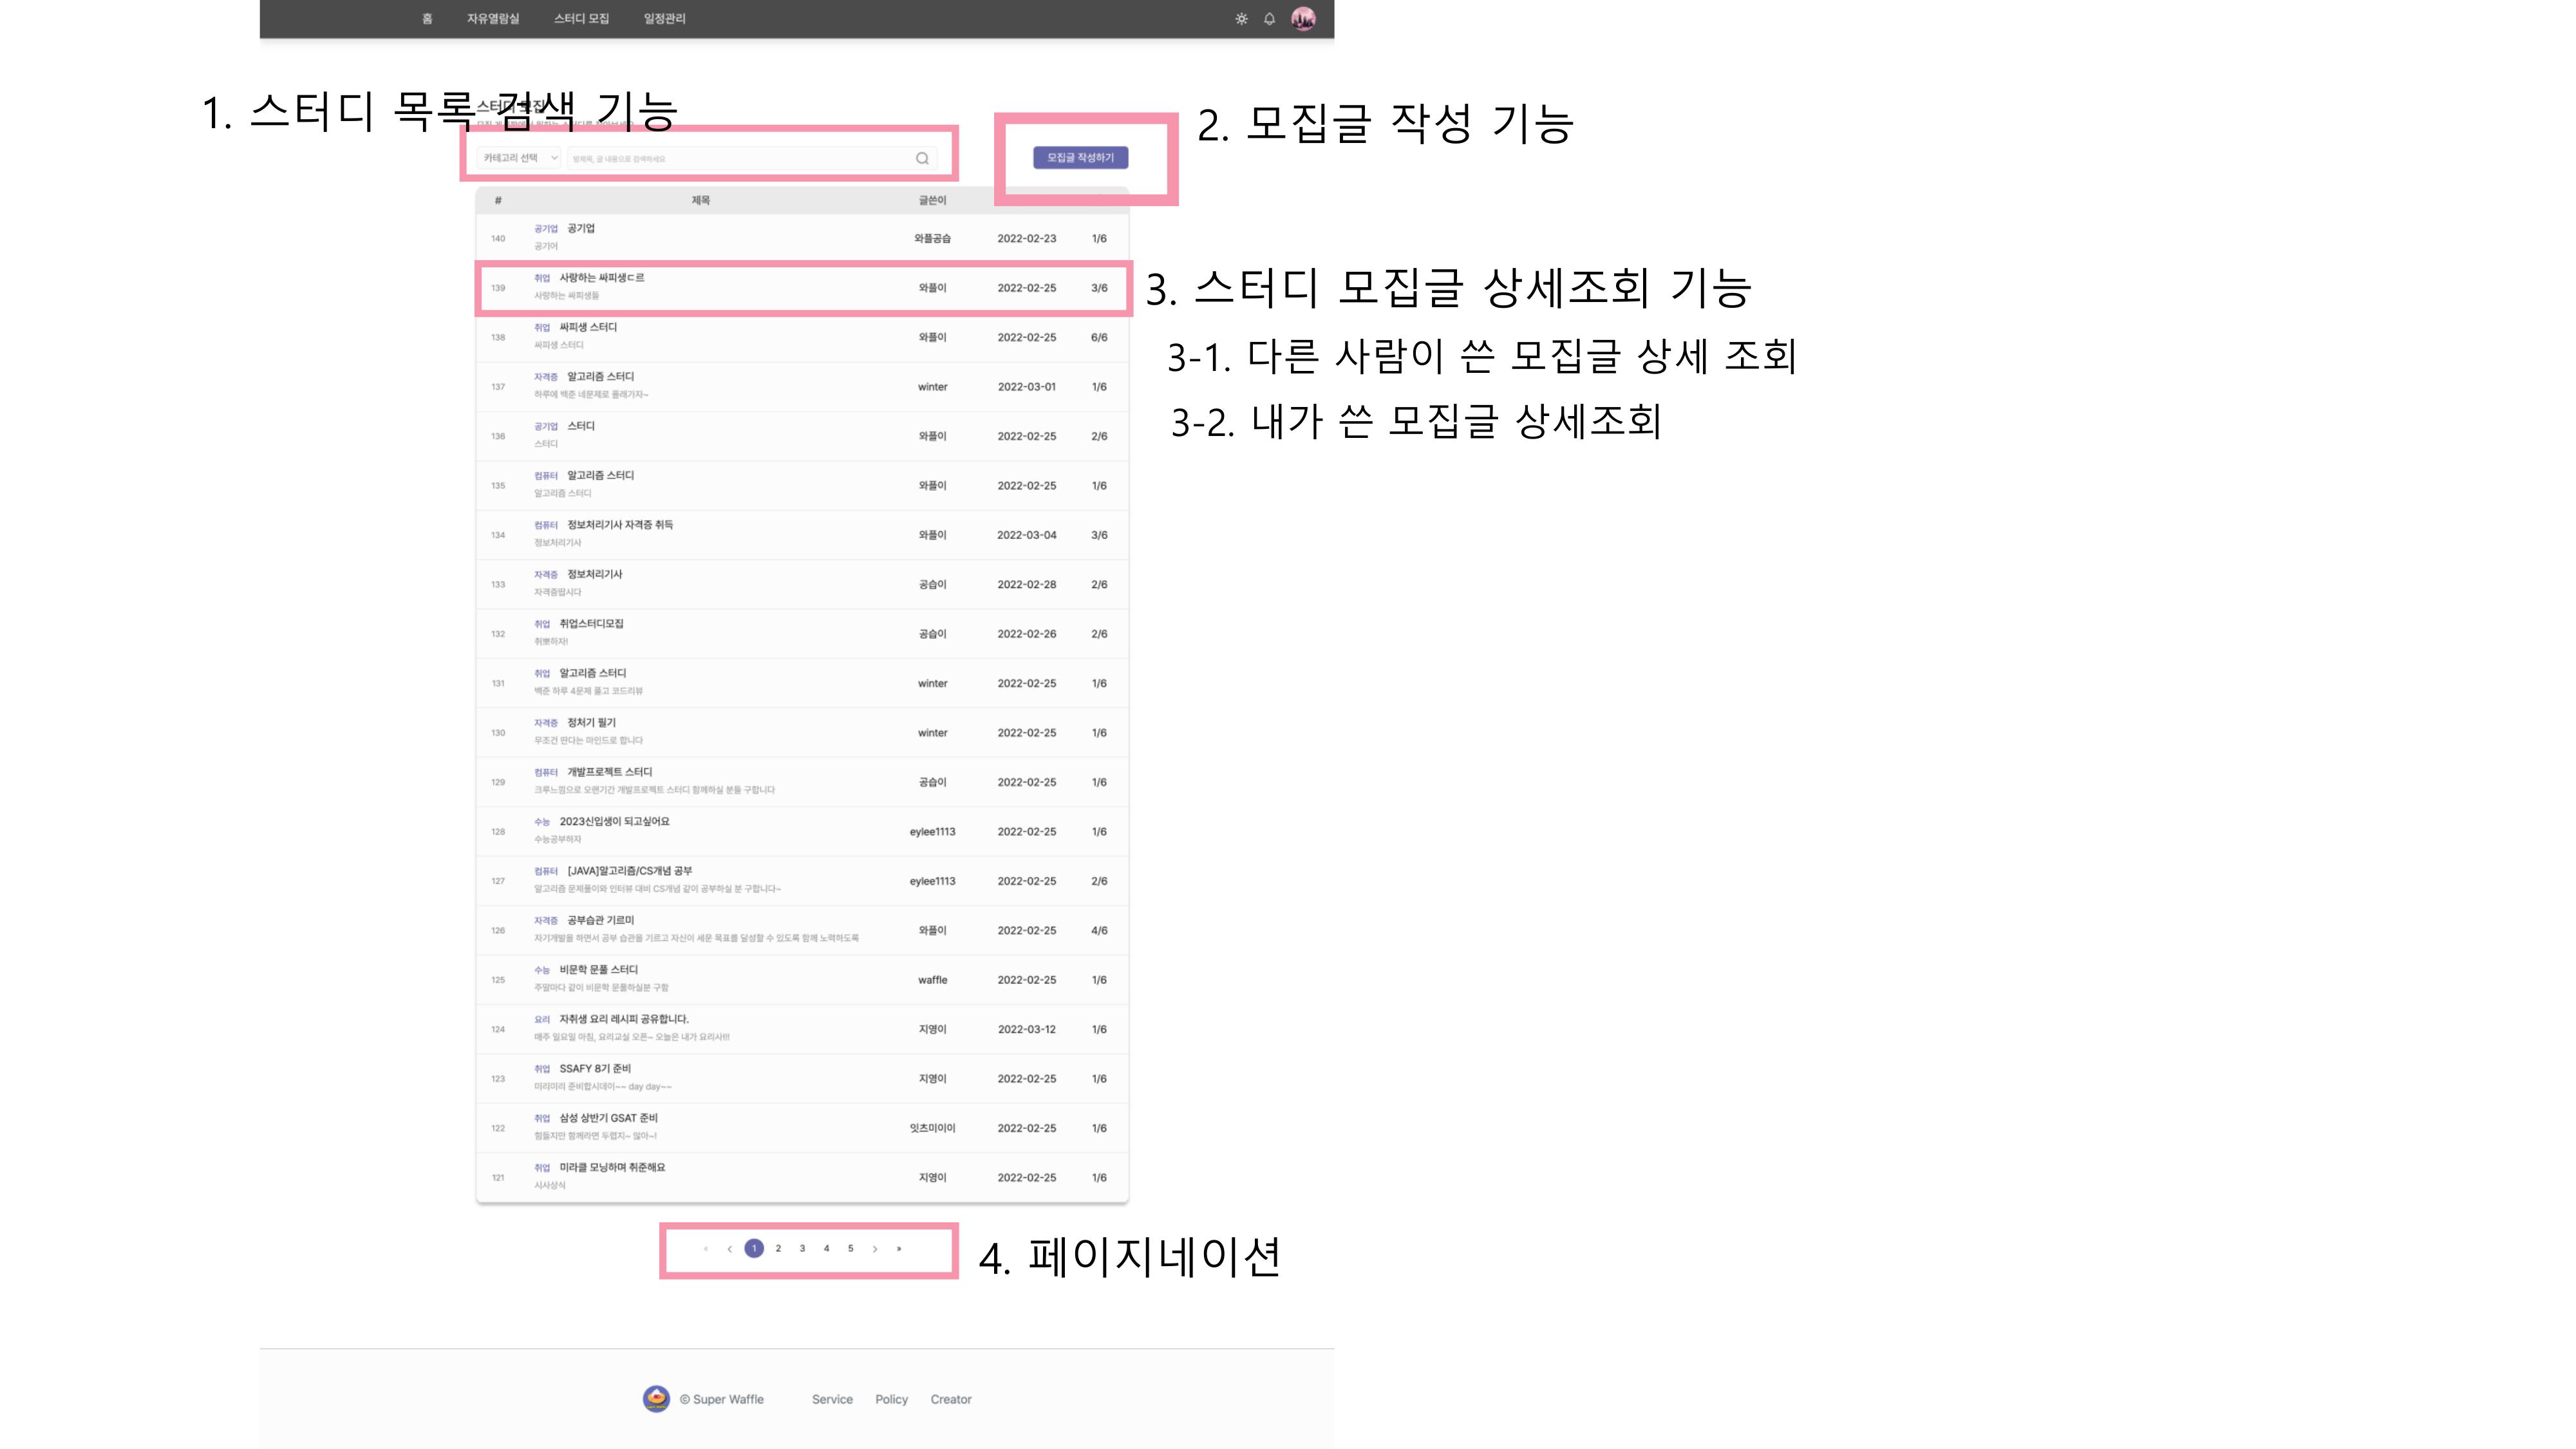 홈 자유열람실 스터디 모집 일정관리
1. 스터디 목록 검색 기능
스터디 모집
2. 모집글 작성 기능
카테고리 선택 방제목, 글 내용으로 검색하세요
모집글 작성하기
# 제목 글쓴이
140 공기업 공기업 와플공습 2022-02-23 1/6
공기어
139 취업 사랑하는 싸피생ㄷ르 와플이 2022-02-25 3/6
사랑하는 싸피생들
3. 스터디 모집글 상세조회 기능
138 취업 싸피생 스터디 와플이 2022-02-25 6/6
싸피생 스터디
3-1. 다른 사람이 쓴 모집글 상세 조회
137 자격증 알고리즘 스터디 winter 2022-03-01 1/6
하루에 백준 네문제로 플래가자~
3-2. 내가 쓴 모집글 상세조회
136 공기업 스터디 와플이 2022-02-25 2/6
스터디
135 컴퓨터 알고리즘 스터디 와플이 2022-02-25 1/6
알고리즘 스터디
134 컴퓨터 정보처리기사 자격증 취득 와플이 2022-03-04 3/6
정보처리기사
133 자격증 정보처리기사 공습이 2022-02-28 2/6
자격증땁시다
132 취업 취업스터디모집 공습이 2022-02-26 2/6
취뽀하자!
131 취업 알고리즘 스터디 winter 2022-02-25 1/6
백준 하루 4문제 풀고 코드리뷰
130 자격증 정처기 필기 winter 2022-02-25 1/6
무조건 딴다는 마인드로 합니다
129 컴퓨터 개발프로젝트 스터디 공습이 2022-02-25 1/6
크루느낌으로 오랜기간 개발프로젝트 스터디 함께하실 분들 구합니다
128 수능 2023신입생이 되고싶어요 eylee1113 2022-02-25 1/6
수능공부하자
127 컴퓨터 [JAVA]알고리즘/CS개념 공부 eylee1113 2022-02-25 2/6
알고리즘 문제풀이와 인터뷰 대비 CS개념 같이 공부하실 분 구합니다~
126 자격증 공부습관 기르미 와플이 2022-02-25 4/6
자기개발을 하면서 공부 습관을 기르고 자신이 세운 목표를 달성할 수 있도록 함께 노력하도록
125 수능 비문학 문풀 스터디 waffle 2022-02-25 1/6
주말마다 같이 비문학 문풀하실분 구함
124 요리 자취생 요리 레시피 공유합니다. 지영이 2022-03-12 1/6
매주 일요일 아침, 요리교실 오픈~ 오늘은 내가 요리사!!!
123 취업 SSAFY 8기 준비 지영이 2022-02-25 1/6
미랴미리 준비합시데이~~ day day~~
122 취업 삼성 상반기 GSAT 준비 잇츠미이이 2022-02-25 1/6
힘들지만 함께라면 두렵지~ 않아~!
121 취업 미라클 모닝하며 취준해요 지영이 2022-02-25 1/6
시사상식
« ‹ 1 2 3 4 5 › »
4. 페이지네이션
© Super Waffle Service Policy Creator